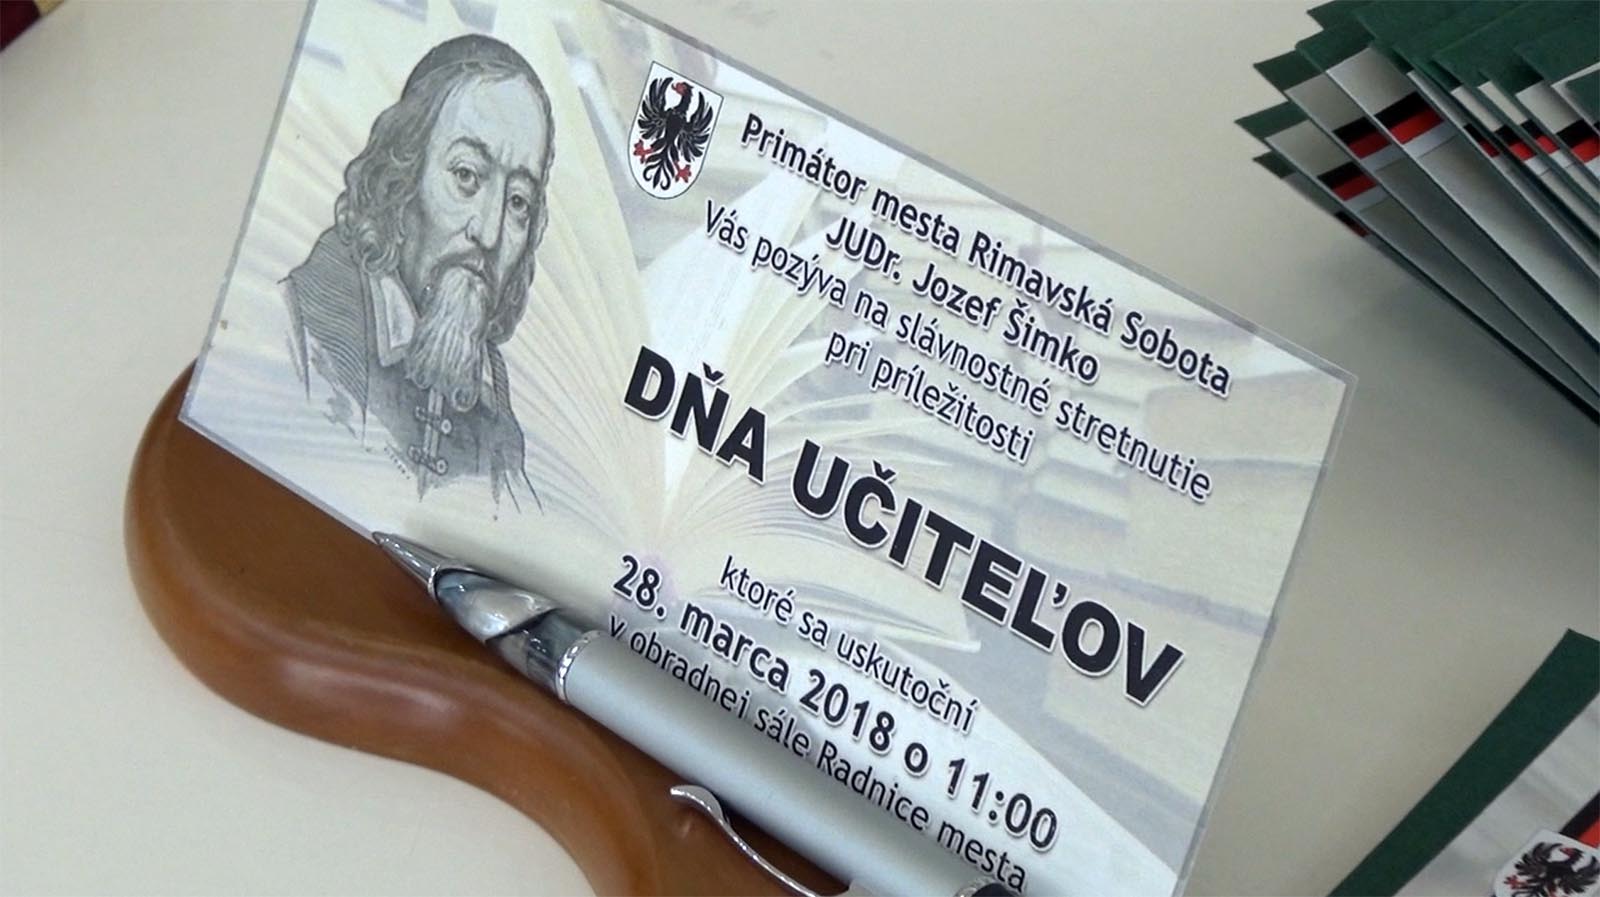 Primátor mesta Rimavská Sobota
JUDr. Jozef Šimko
Vás pozýva na slávnostné stretnutie
pri príležitosti
DŇA UČITEĽOV
ktoré sa uskutoční
28. marca 2018 o 11:00
v obradnej sále Radnice mesta